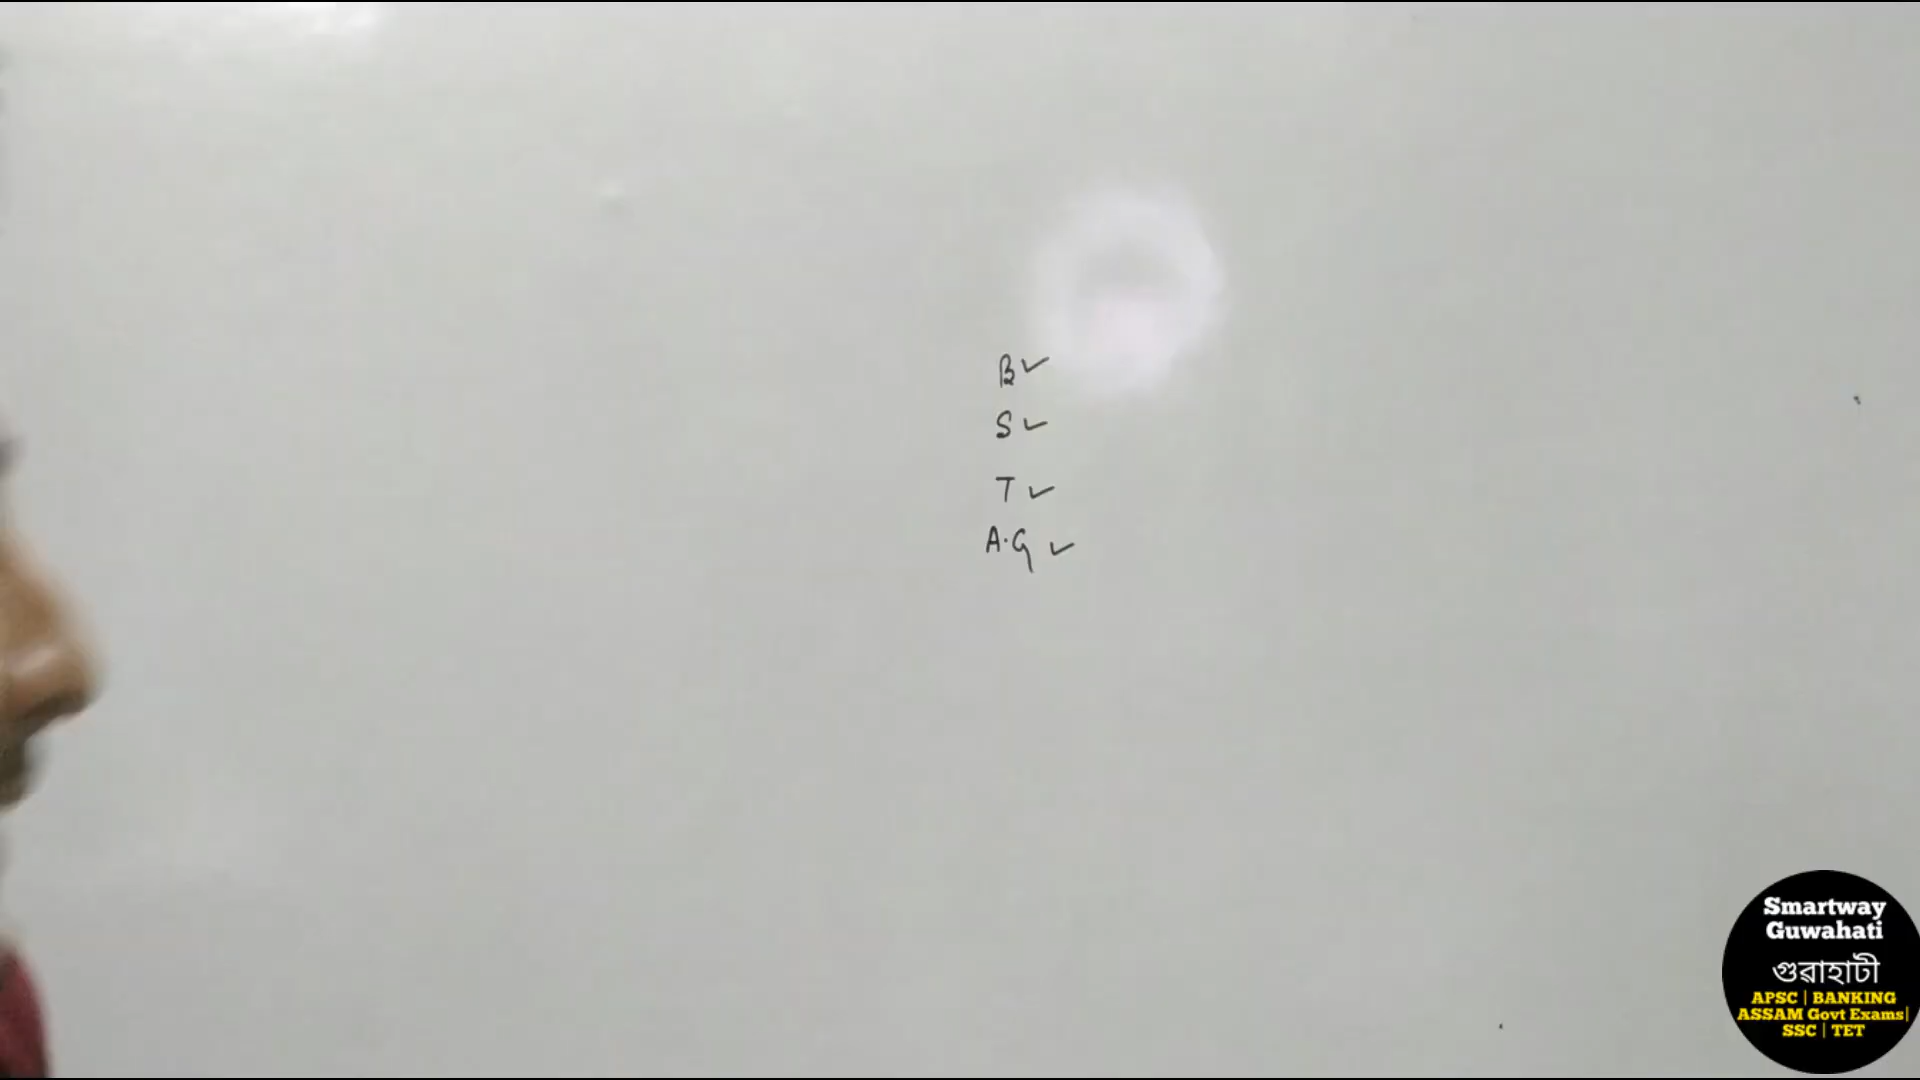 B✓
S✓
T✓
A.G✓
Smartway
Guwahati
গুৱাহাটী
APSC | BANKING
ASSAM Govt Exams|
SSC | TET